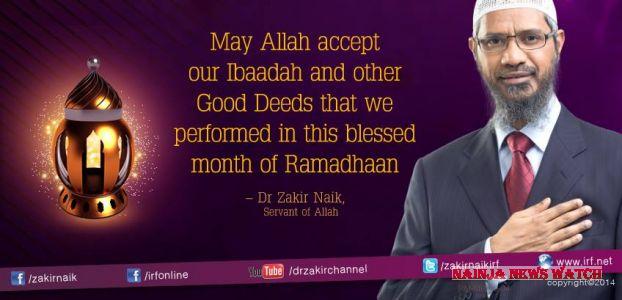 May Allah accept
our Ibaadah and other
Good Deeds that we
performed in this blessed
month of Ramadhaan
– Dr Zakir Naik,
Servant of Allah
f /zakirnaik
f /irfonline
YouTube /drzakirchannel
/zakirnaikirf
www.irf.net
NAINJA NEWS WATCH
copyright©2014